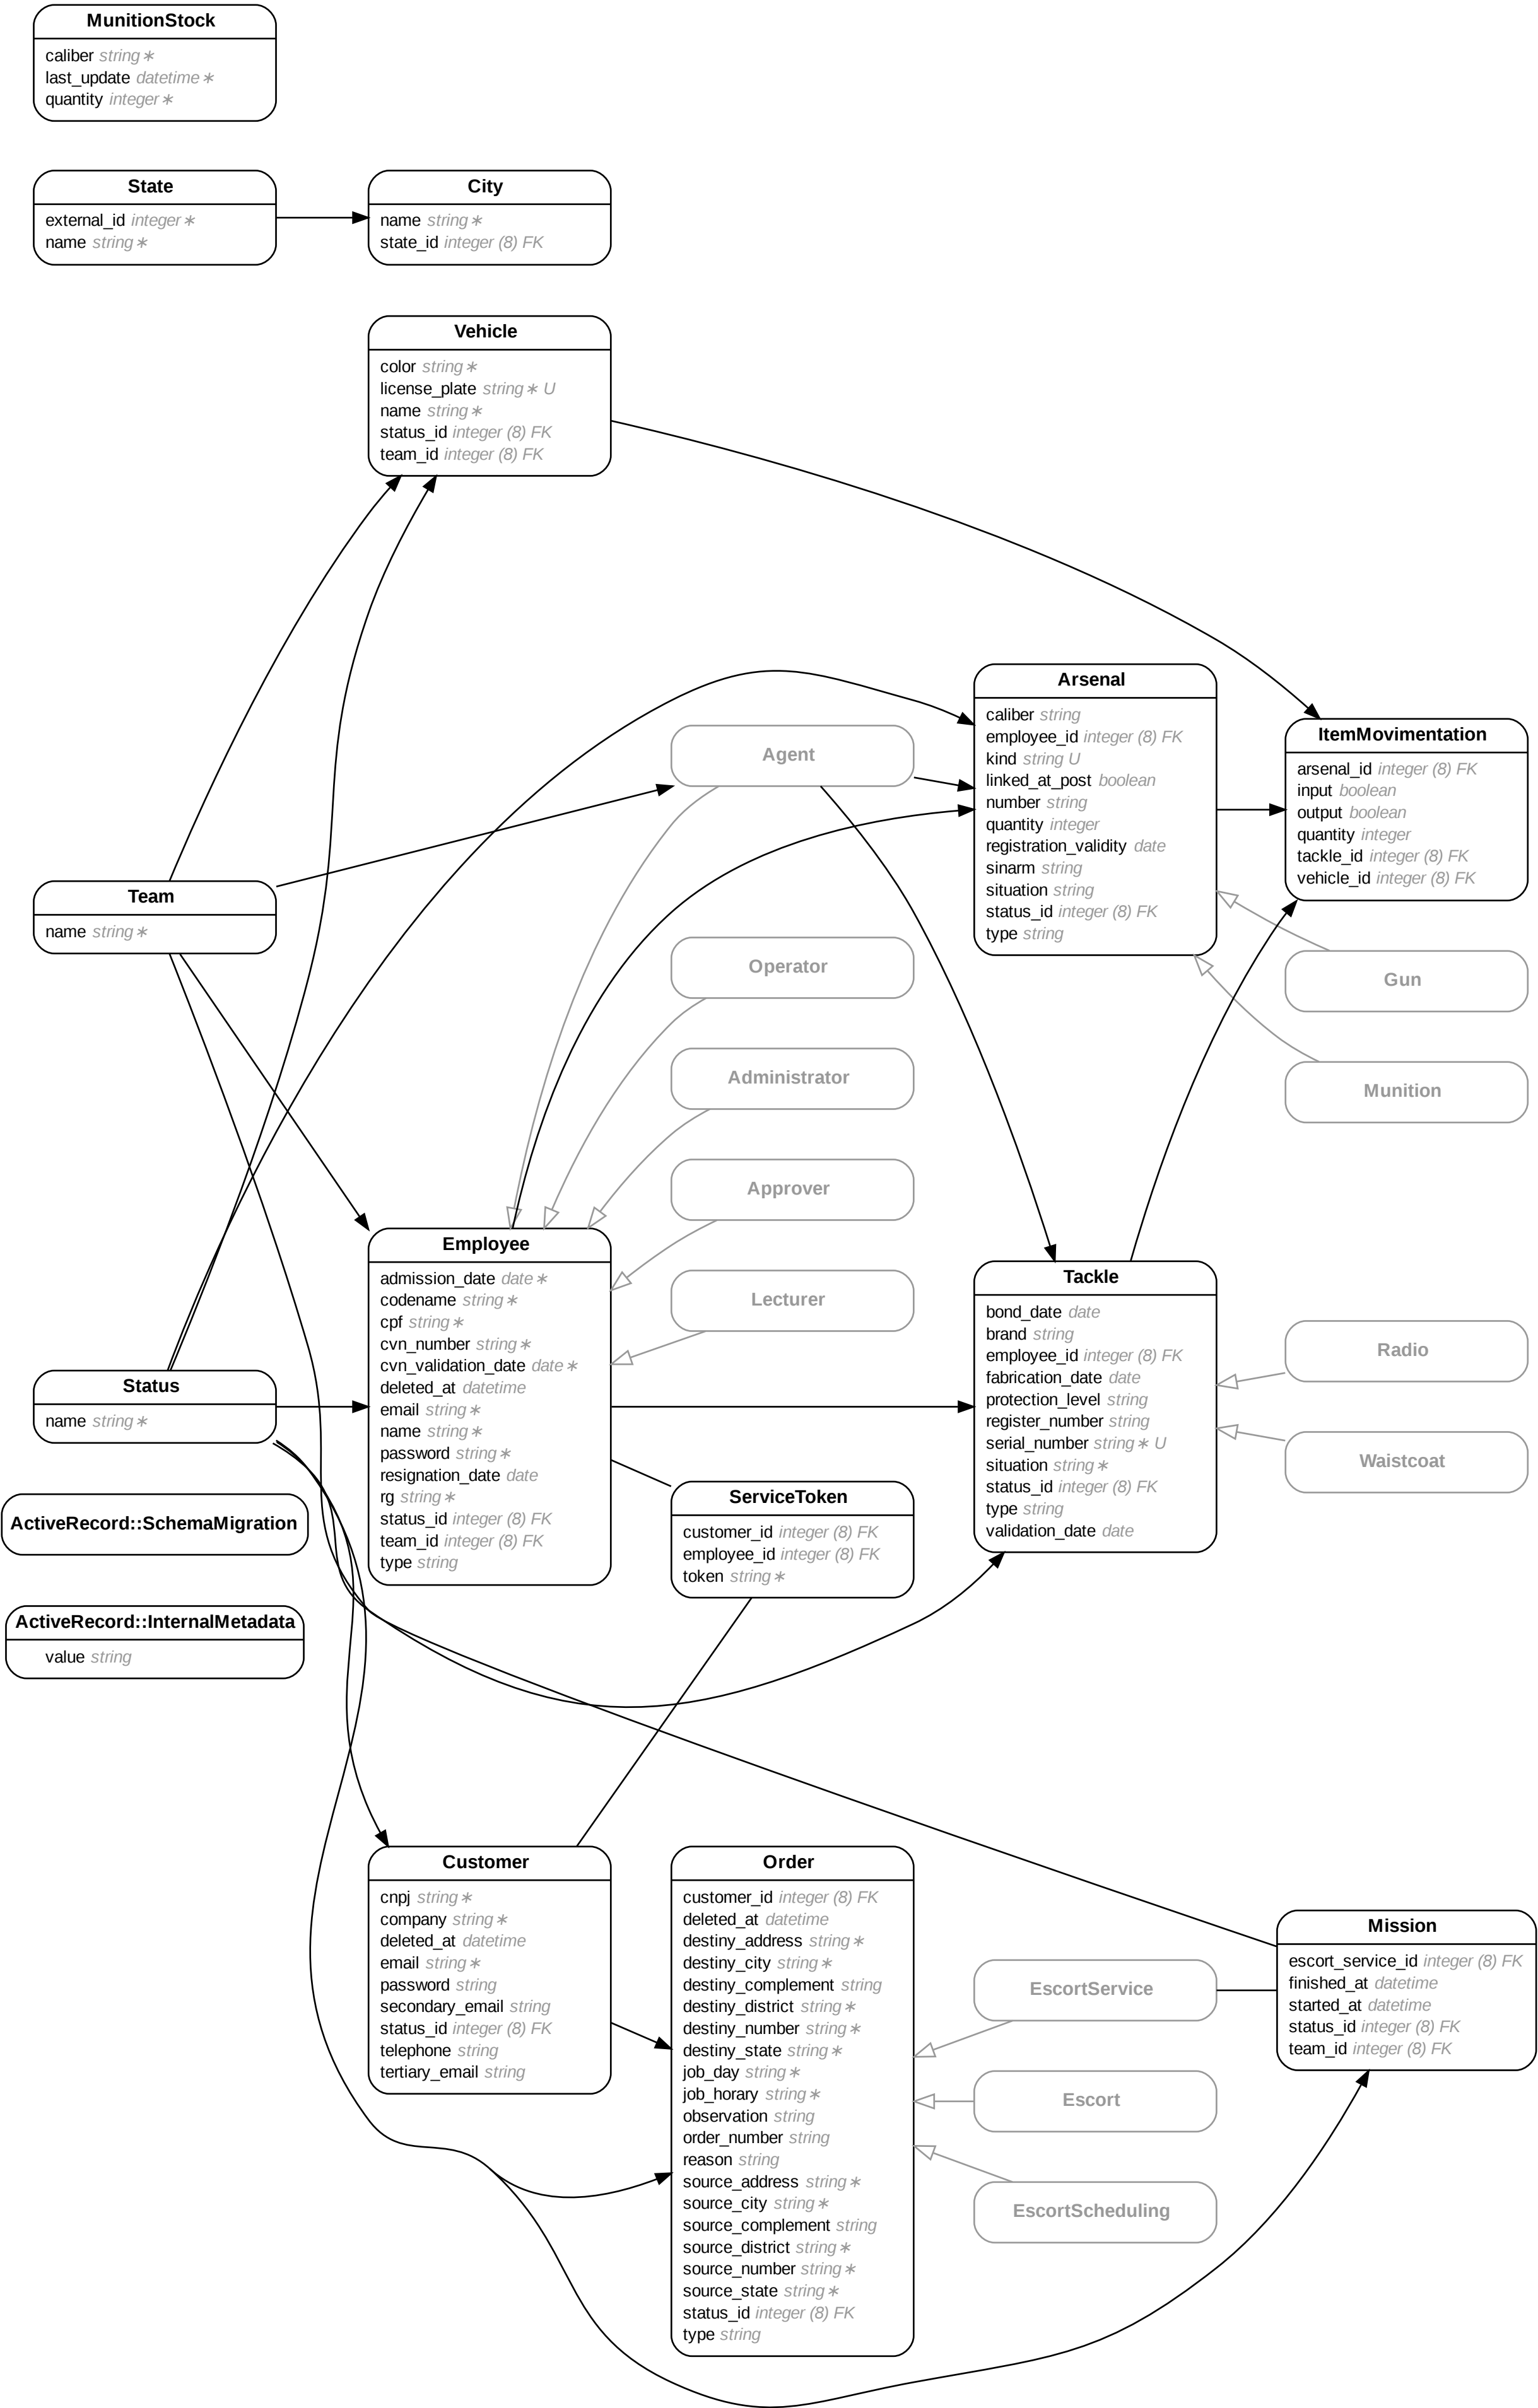 MunitionStock
caliber string ∗
last_update datetime ∗
quantity integer ∗
State
external_id integer ∗
name string ∗
City
name string ∗
state_id integer (8) FK
Vehicle
color string ∗
license_plate string ∗ U
name string ∗
status_id integer (8) FK
team_id integer (8) FK
Arsenal
caliber string
employee_id integer (8) FK
kind string U
linked_at_post boolean
number string
quantity integer
registration_validity date
sinarm string
situation string
status_id integer (8) FK
type string
ItemMovimentation
arsenal_id integer (8) FK
input boolean
output boolean
quantity integer
tackle_id integer (8) FK
vehicle_id integer (8) FK
Agent
Team
name string ∗
Operator
Gun
Administrator
Munition
Approver
Lecturer
Employee
admission_date date ∗
codename string ∗
cpf string ∗
cvn_number string ∗
cvn_validation_date date ∗
deleted_at datetime
email string ∗
name string ∗
password string ∗
resignation_date date
rg string ∗
status_id integer (8) FK
team_id integer (8) FK
type string
Tackle
bond_date date
brand string
employee_id integer (8) FK
fabrication_date date
protection_level string
register_number string
serial_number string ∗ U
situation string ∗
status_id integer (8) FK
type string
validation_date date
Radio
Waistcoat
Status
name string ∗
ServiceToken
customer_id integer (8) FK
employee_id integer (8) FK
token string ∗
ActiveRecord::SchemaMigration
ActiveRecord::InternalMetadata
value string
Customer
cnpj string ∗
company string ∗
deleted_at datetime
email string ∗
password string
secondary_email string
status_id integer (8) FK
telephone string
tertiary_email string
Order
customer_id integer (8) FK
deleted_at datetime
destiny_address string ∗
destiny_city string ∗
destiny_complement string
destiny_district string ∗
destiny_number string ∗
destiny_state string ∗
job_day string ∗
job_horary string ∗
observation string
order_number string
reason string
source_address string ∗
source_city string ∗
source_complement string
source_district string ∗
source_number string ∗
source_state string ∗
status_id integer (8) FK
type string
EscortService
Escort
EscortScheduling
Mission
escort_service_id integer (8) FK
finished_at datetime
started_at datetime
status_id integer (8) FK
team_id integer (8) FK